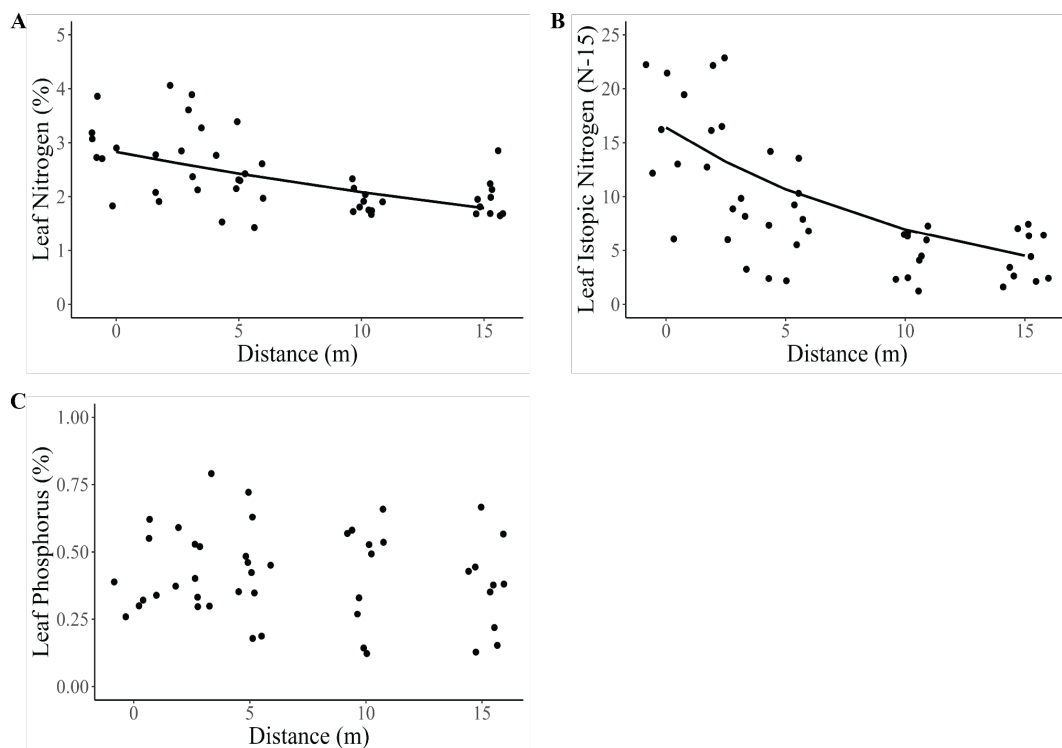 A
Leaf Nitrogen (%)
5
4
3
2
1
0
0 5 10 15
Distance (m)
B
Leaf Istopic Nitrogen (N-15)
25
20
15
10
5
0
0 5 10 15
Distance (m)
C
Leaf Phosphorus (%)
1.00
0.75
0.50
0.25
0.00
0 5 10 15
Distance (m)